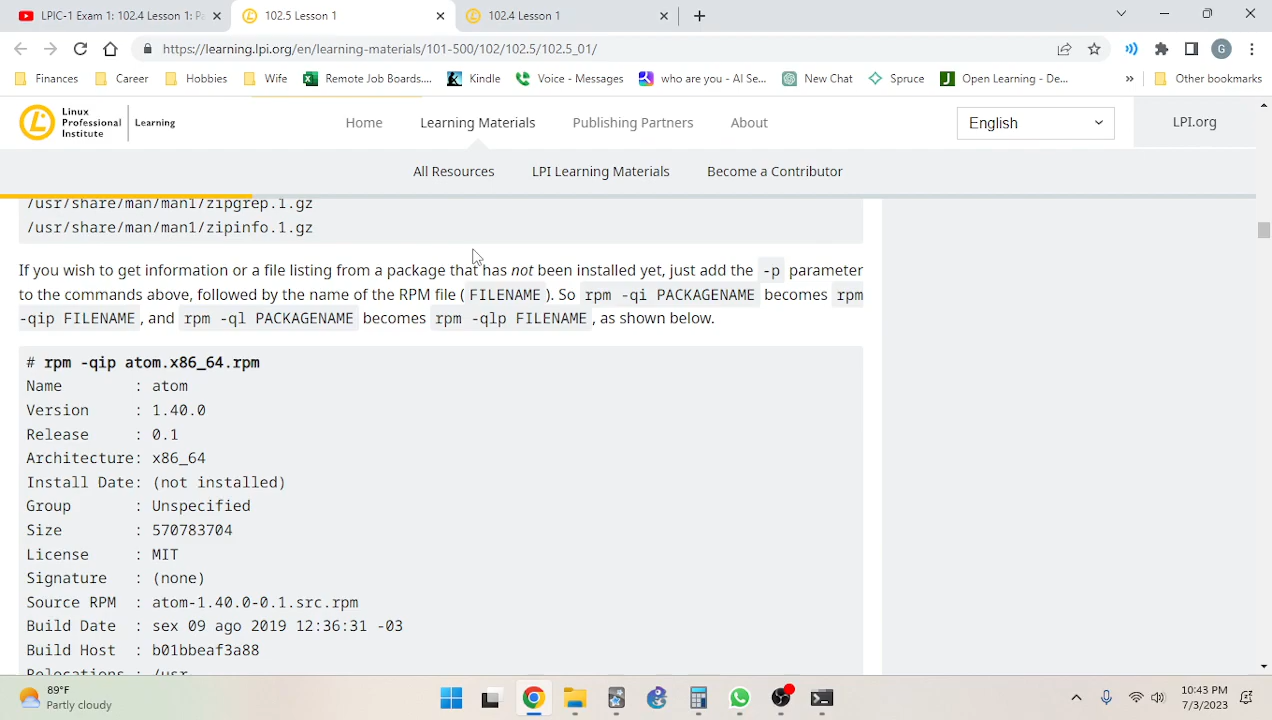 LPIC-1 Exam 1: 102.4 Lesson 1: Pa
102.5 Lesson 1
102.4 Lesson 1
https://learning.lpi.org/en/learning-materials/101-500/102/102.5/102.5_01/
G
Finances
Career
Hobbies
Wife
Remote Job Boards....
Kindle
Voice - Messages
who are you - AI Se...
New Chat
Spruce
Open Learning - De...
»
Other bookmarks
Linux
Professional
Institute
Learning
Home
Learning Materials
Publishing Partners
About
English
LPI.org
All Resources
LPI Learning Materials
Become a Contributor
/usr/share/man/man1/zipgrep.1.gz
/usr/share/man/man1/zipinfo.1.gz
If you wish to get information or a file listing from a package that has not been installed yet, just add the -p parameter
to the commands above, followed by the name of the RPM file ( FILENAME ). So rpm -qi PACKAGENAME becomes rpm
-qip FILENAME , and rpm -ql PACKAGENAME becomes rpm -qlp FILENAME , as shown below.
# rpm -qip atom.x86_64.rpm
Name : atom
Version : 1.40.0
Release : 0.1
Architecture: x86_64
Install Date: (not installed)
Group : Unspecified
Size : 570783704
License : MIT
Signature : (none)
Source RPM : atom-1.40.0-0.1.src.rpm
Build Date : sex 09 ago 2019 12:36:31 -03
Build Host : b01bbeaf3a88
Relocations : /usr
89°F
Partly cloudy
10:43 PM
7/3/2023